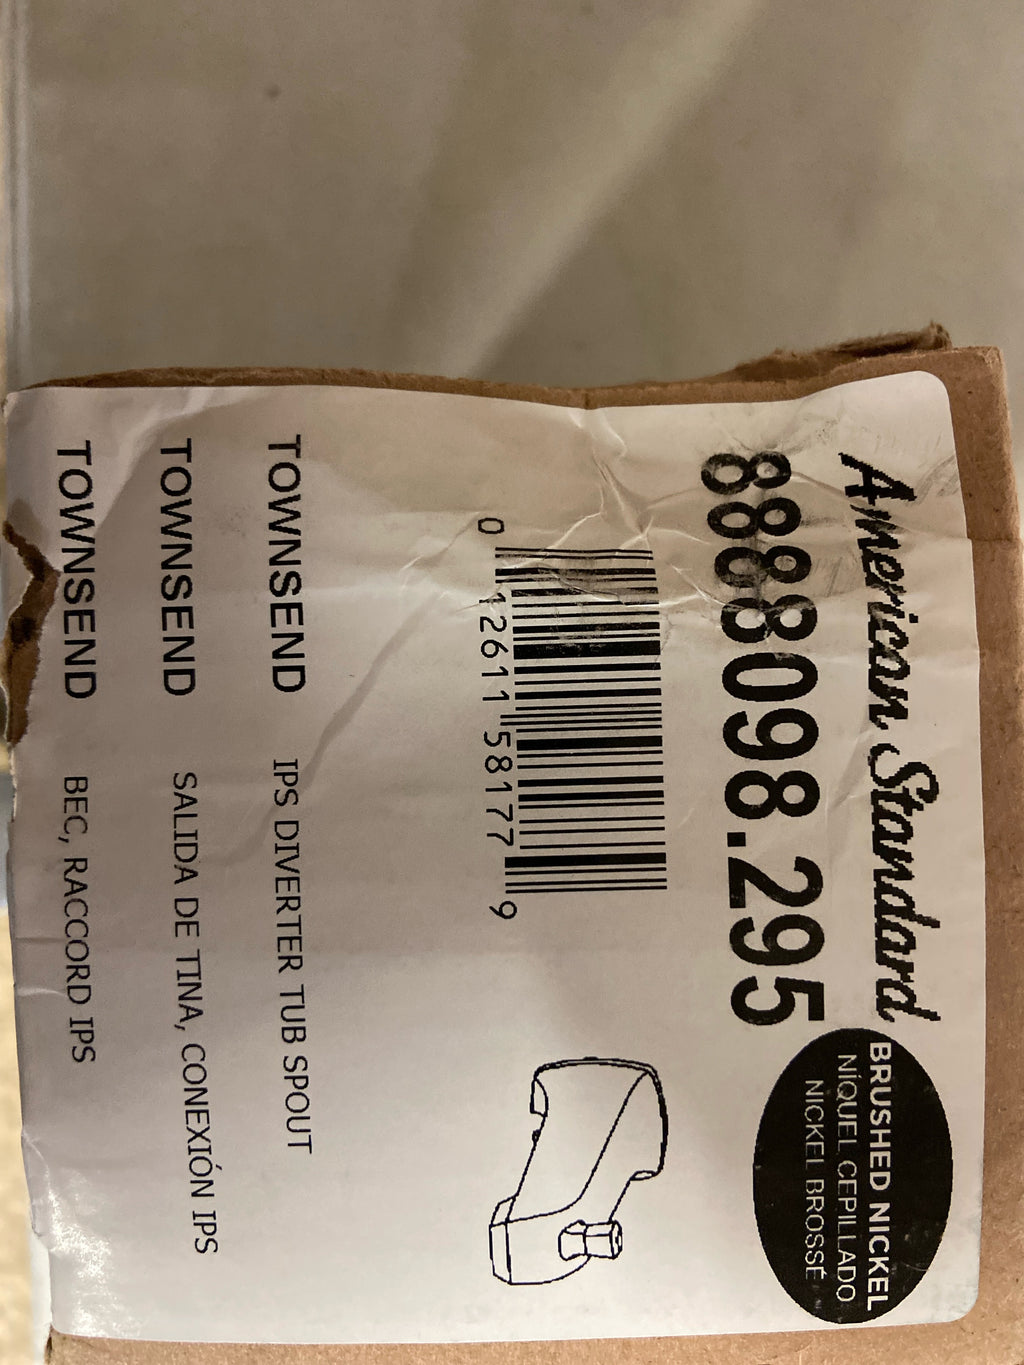 American Standard
BRUSHED NICKEL
NÍQUEL CEPILLADO
NICKEL BROSSÉ
8888098.295
0 12611 58177 9
TOWNSEND IPS DIVERTER TUB SPOUT
TOWNSEND SALIDA DE TINA, CONEXIÓN IPS
TOWNSEND BEC, RACCORD IPS